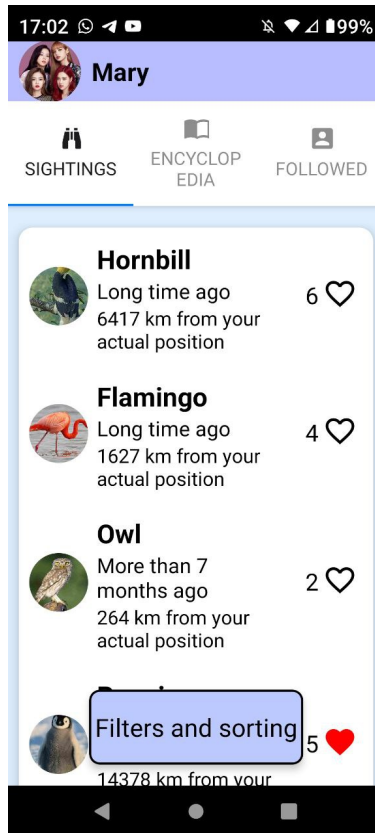 17:02 99%
Mary
SIGHTINGS
ENCYCLOP
EDIA
FOLLOWED
Hornbill
Long time ago
6417 km from your
actual position
6
Flamingo
Long time ago
1627 km from your
actual position
4
Owl
More than 7
months ago
264 km from your
actual position
2
Filters and sorting
5
14378 km from your